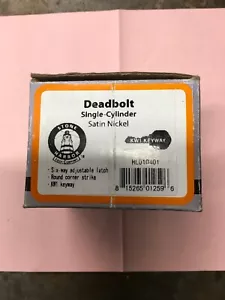 Deadbolt
Single-Cylinder
Satin Nickel
STONE
HARBOR
HARDWARE
KW1 KEYWAY
HL010401
· Six-way adjustable latch
· Round corner strike
· KW1 keyway
8 15265 01259 6